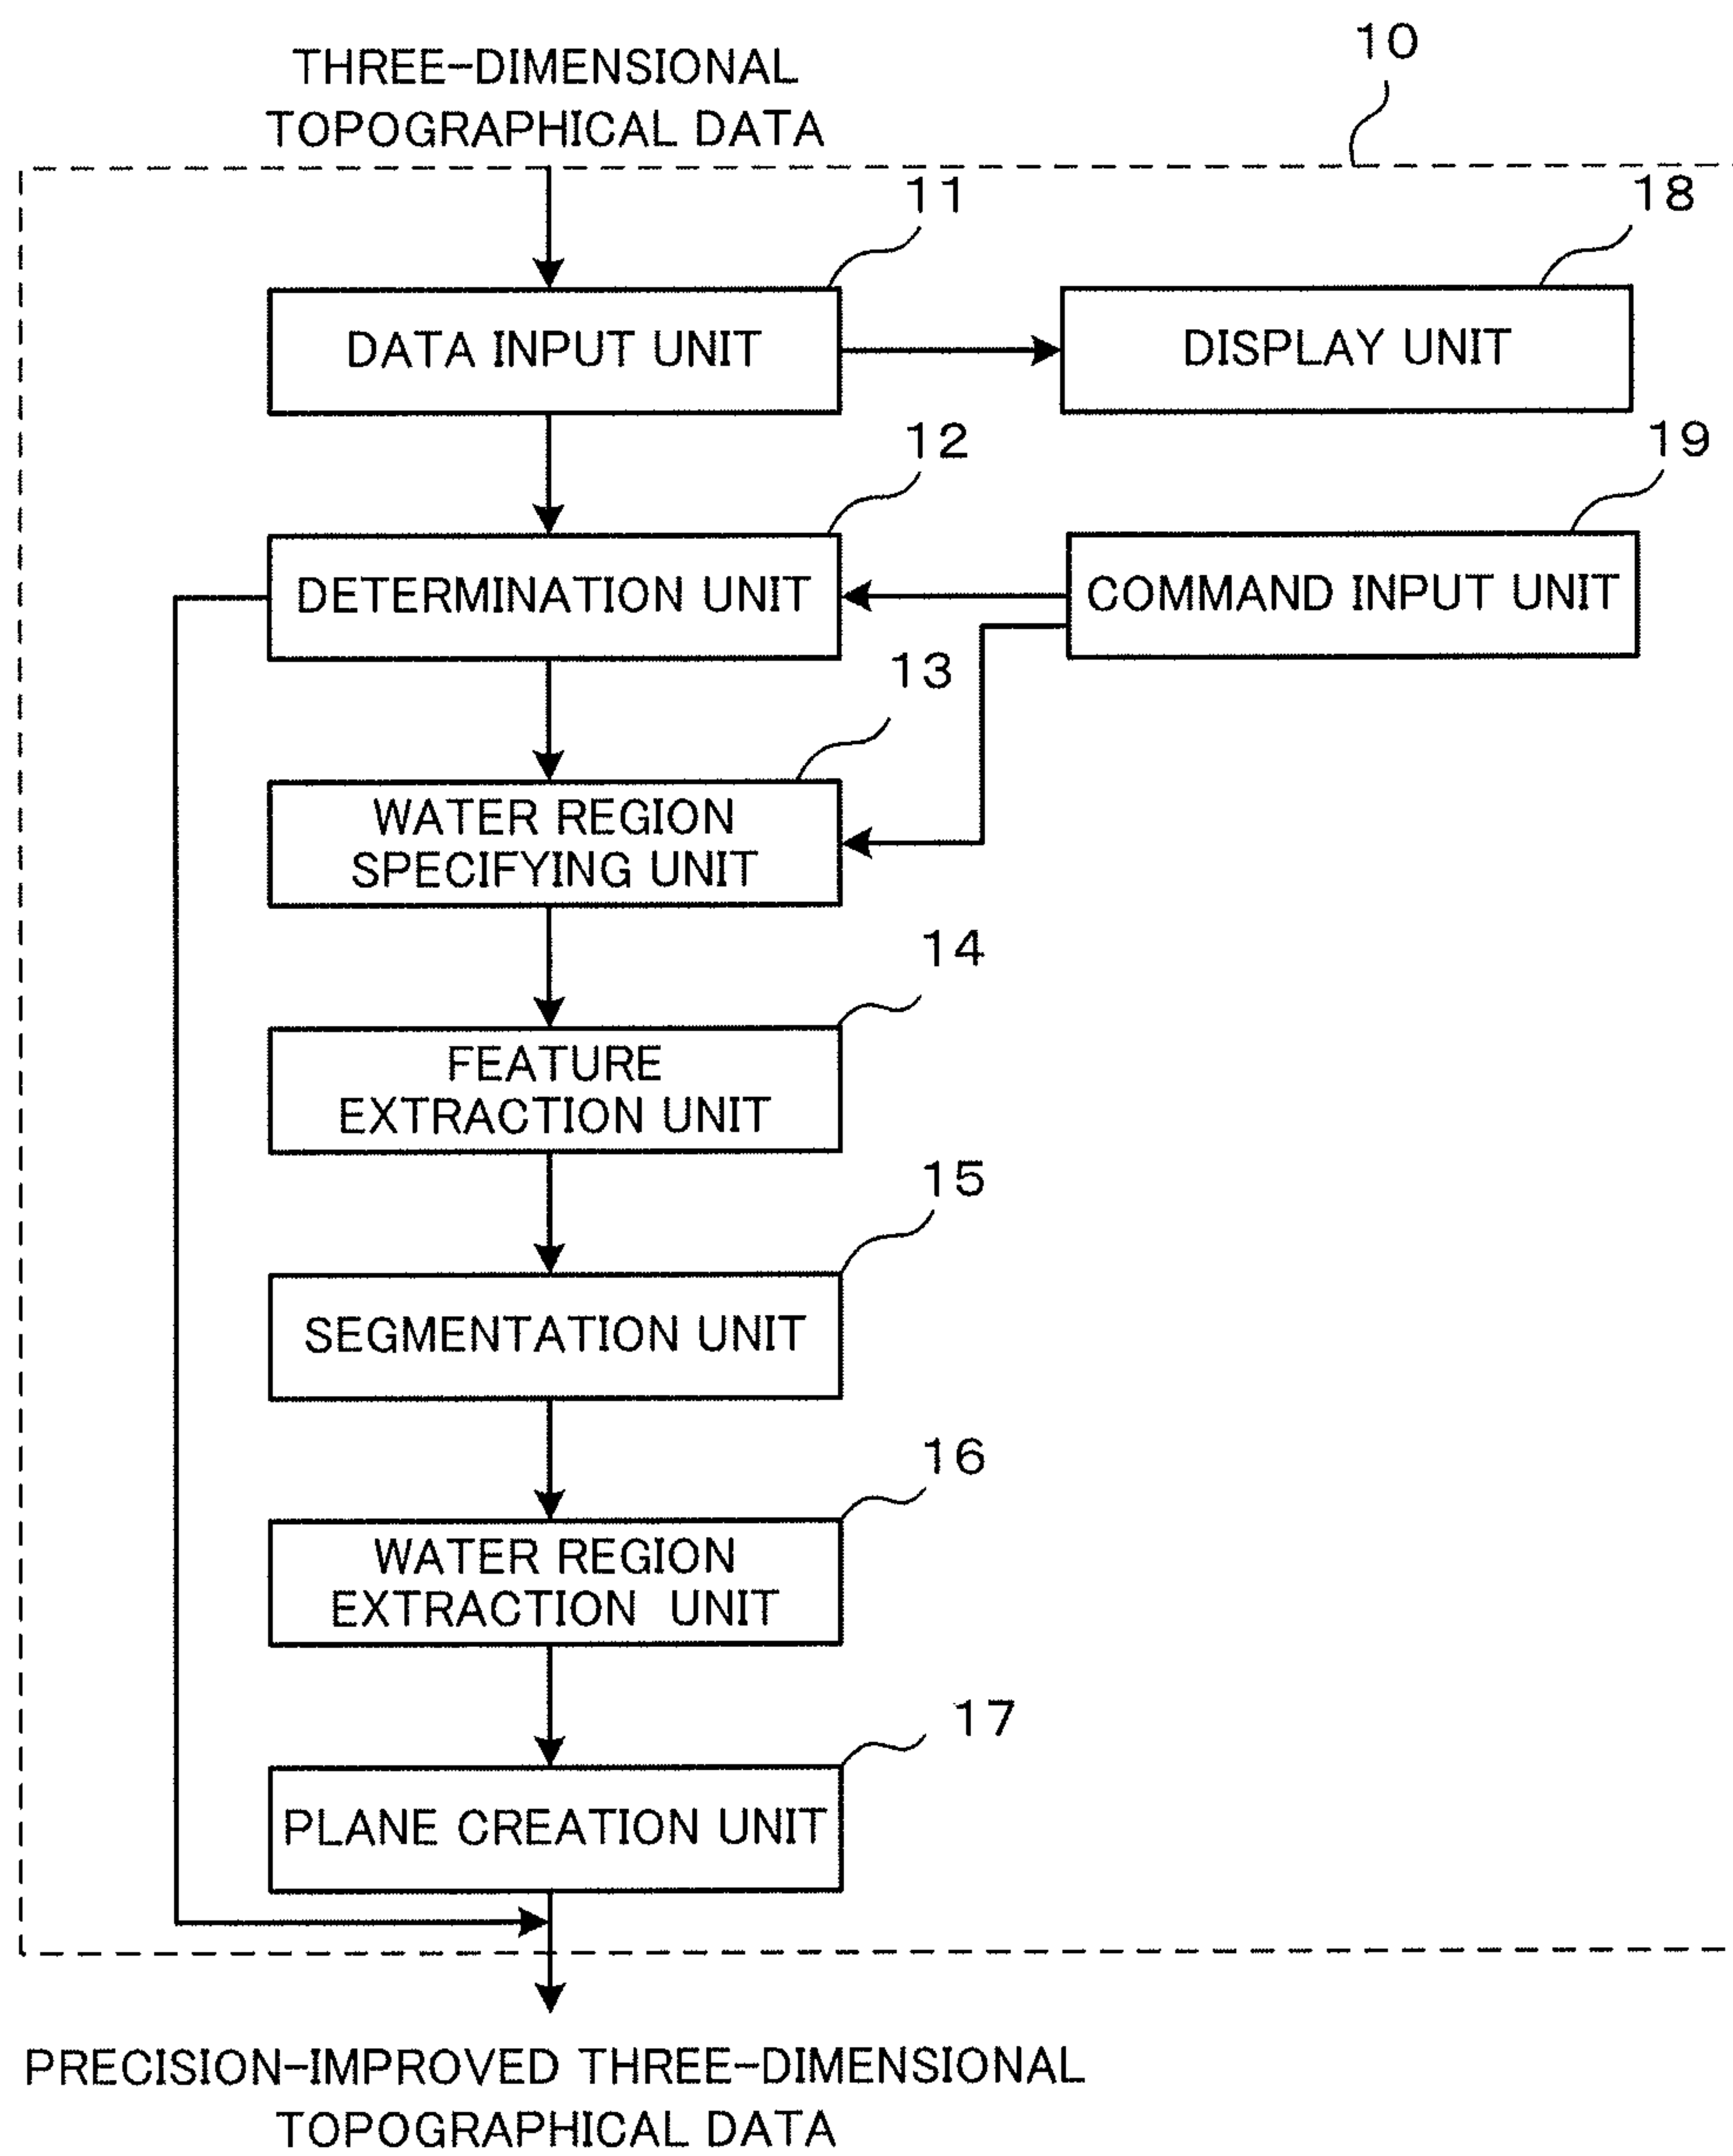 10
THREE-DIMENSIONAL
TOPOGRAPHICAL DATA
11
18
DATA INPUT UNIT
DISPLAY UNIT
12
19
DETERMINATION UNIT
COMMAND INPUT UNIT
13
WATER REGION
SPECIFYING UNIT
14
FEATURE
EXTRACTION UNIT
15
SEGMENTATION UNIT
16
WATER REGION
EXTRACTION UNIT
17
PLANE CREATION UNIT
PRECISION-IMPROVED THREE-DIMENSIONAL
TOPOGRAPHICAL DATA